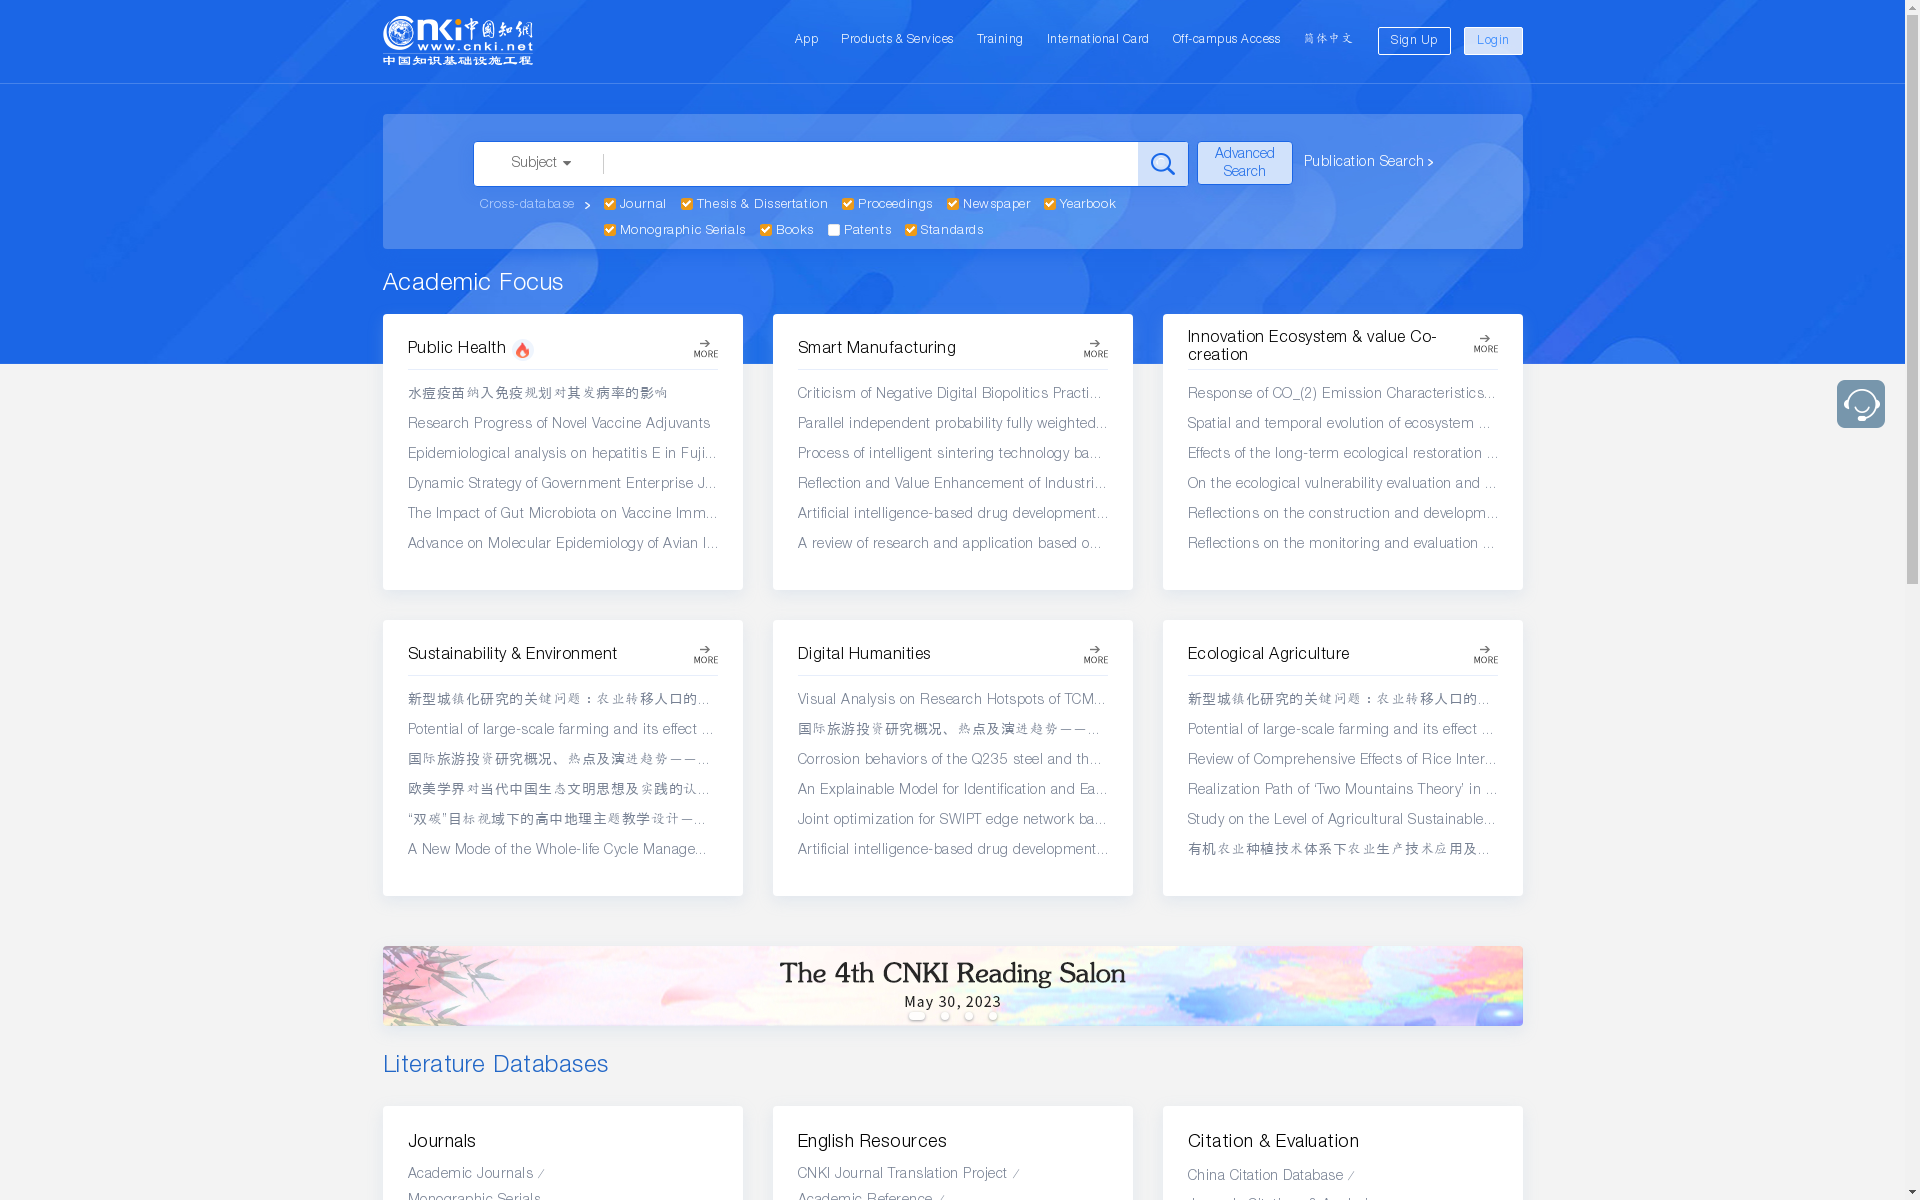 cnki 中国知网
www.cnki.net
中国知识基础设施工程
App
Products & Services
Training
International Card
Off-campus Access
简体中文
Sign Up
Login
Subject
Advanced
Search
Publication Search
Cross-database
Journal
Thesis & Dissertation
Proceedings
Newspaper
Yearbook
Monographic Serials
Books
Patents
Standards
Academic Focus
Public Health
MORE
水痘疫苗纳入免疫规划对其发病率的影响
Research Progress of Novel Vaccine Adjuvants
Epidemiological analysis on hepatitis E in Fuji...
Dynamic Strategy of Government Enterprise J...
The Impact of Gut Microbiota on Vaccine Imm...
Advance on Molecular Epidemiology of Avian I...
Smart Manufacturing
MORE
Criticism of Negative Digital Biopolitics Practi...
Parallel independent probability fully weighted...
Process of intelligent sintering technology ba...
Reflection and Value Enhancement of Industri...
Artificial intelligence-based drug development...
A review of research and application based o...
Innovation Ecosystem & value Co-
creation
MORE
Response of CO_(2) Emission Characteristics...
Spatial and temporal evolution of ecosystem ...
Effects of the long-term ecological restoration ...
On the ecological vulnerability evaluation and ...
Reflections on the construction and developm...
Reflections on the monitoring and evaluation ...
Sustainability & Environment
MORE
新型城镇化研究的关键问题：农业转移人口的...
Potential of large-scale farming and its effect ...
国际旅游投资研究概况、热点及演进趋势——...
欧美学界对当代中国生态文明思想及实践的认...
“双碳”目标视域下的高中地理主题教学设计—...
A New Mode of the Whole-life Cycle Manage...
Digital Humanities
MORE
Visual Analysis on Research Hotspots of TCM...
国际旅游投资研究概况、热点及演进趋势——...
Corrosion behaviors of the Q235 steel and th...
An Explainable Model for Identification and Ea...
Joint optimization for SWIPT edge network ba...
Artificial intelligence-based drug development...
Ecological Agriculture
MORE
新型城镇化研究的关键问题：农业转移人口的...
Potential of large-scale farming and its effect ...
Review of Comprehensive Effects of Rice Inter...
Realization Path of ‘Two Mountains Theory’ in ...
Study on the Level of Agricultural Sustainable...
有机农业种植技术体系下农业生产技术应用及...
The 4th CNKI Reading Salon
May 30, 2023
Literature Databases
Journals
Academic Journals /
Monographic Serials
English Resources
CNKI Journal Translation Project /
Academic Reference /
Citation & Evaluation
China Citation Database /